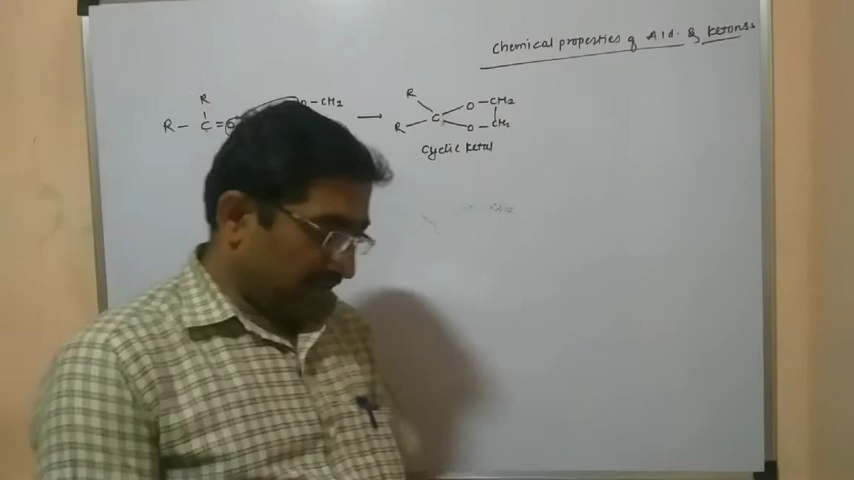 Chemical properties of Ald. & Ketones
R
R – C = O
O – CH2
→
R
R
C
O – CH2
O – CH2
Cyclic Ketal